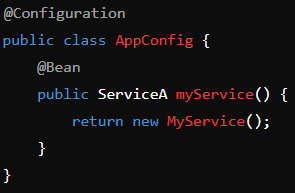 @Configuration
public class AppConfig {
    @Bean
    public ServiceA myService() {
        return new MyService();
    }
}